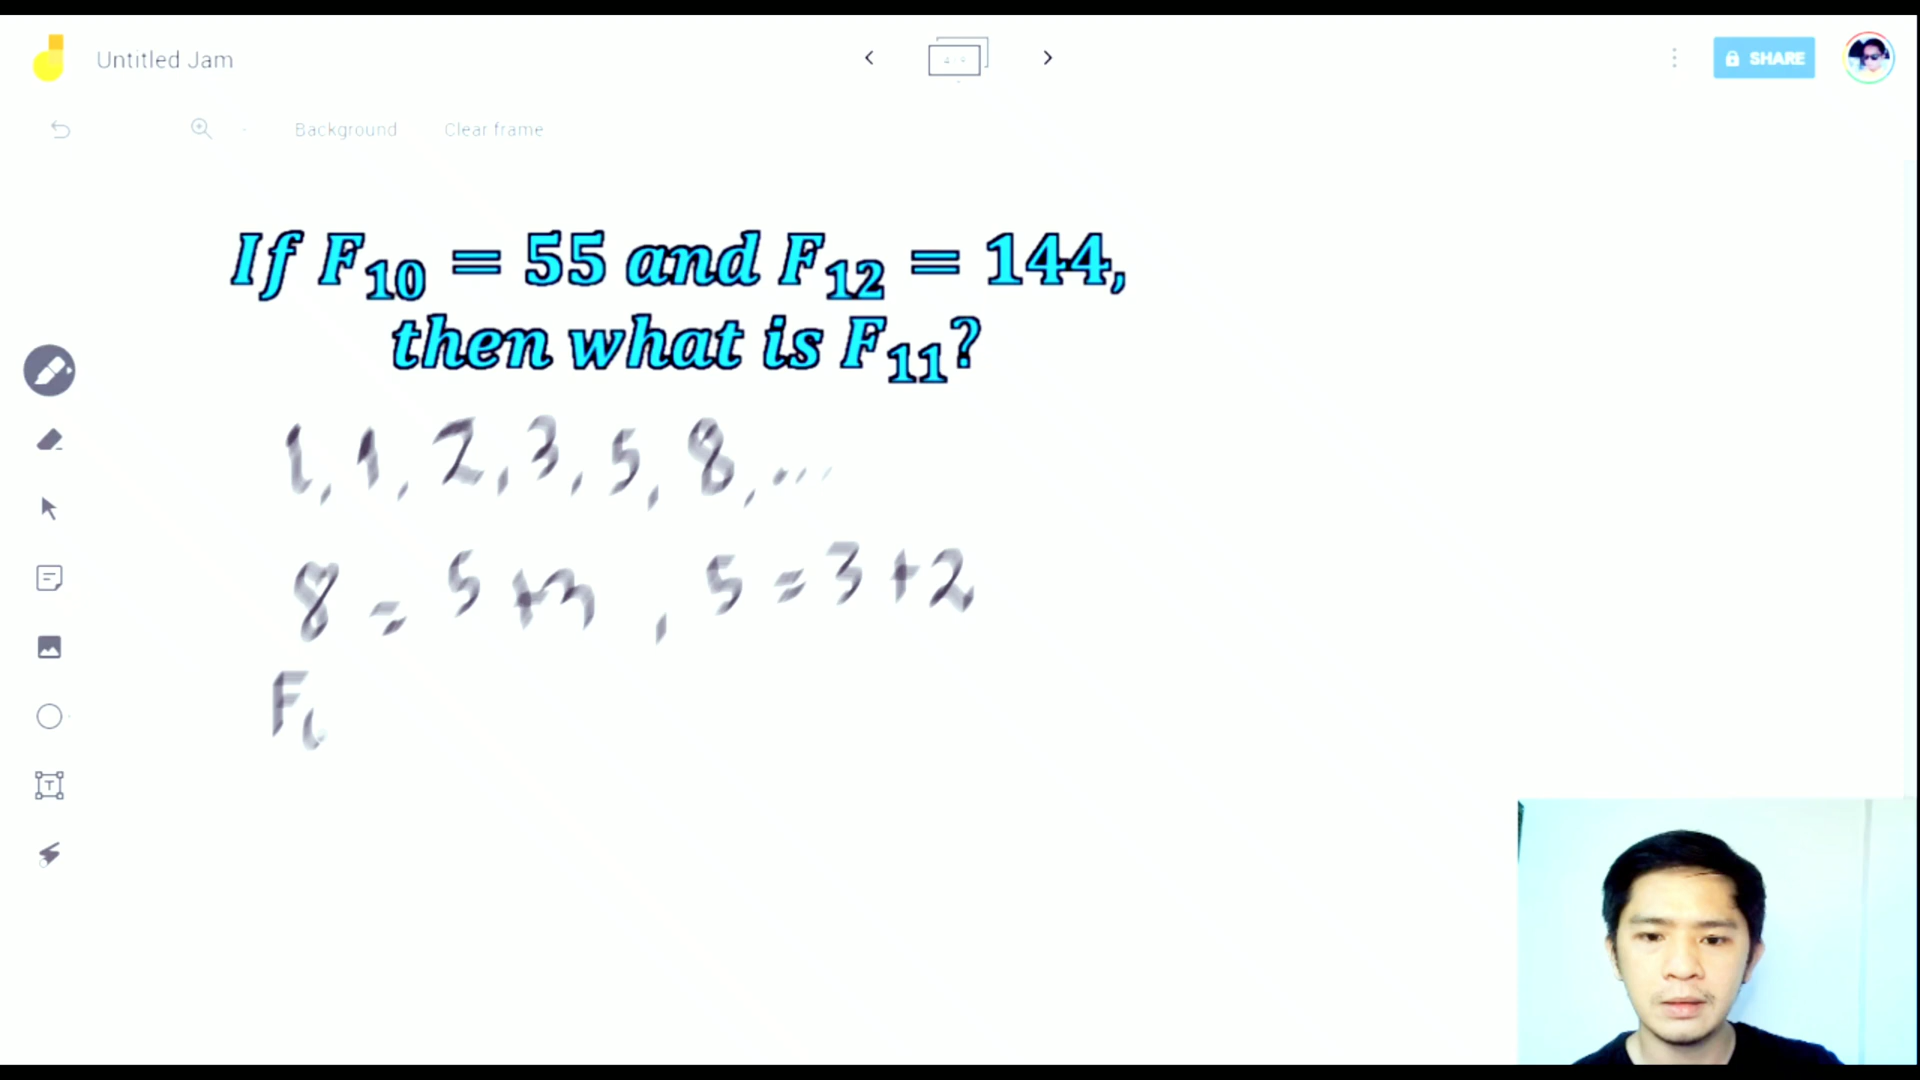 Untitled Jam
SHARE
Background Clear frame
If F₁₀ = 55 and F₁₂ = 144,
then what is F₁₁?
1, 1, 2, 3, 5, 8, ...
8 = 5 + 3 , 5 = 3 + 2
F